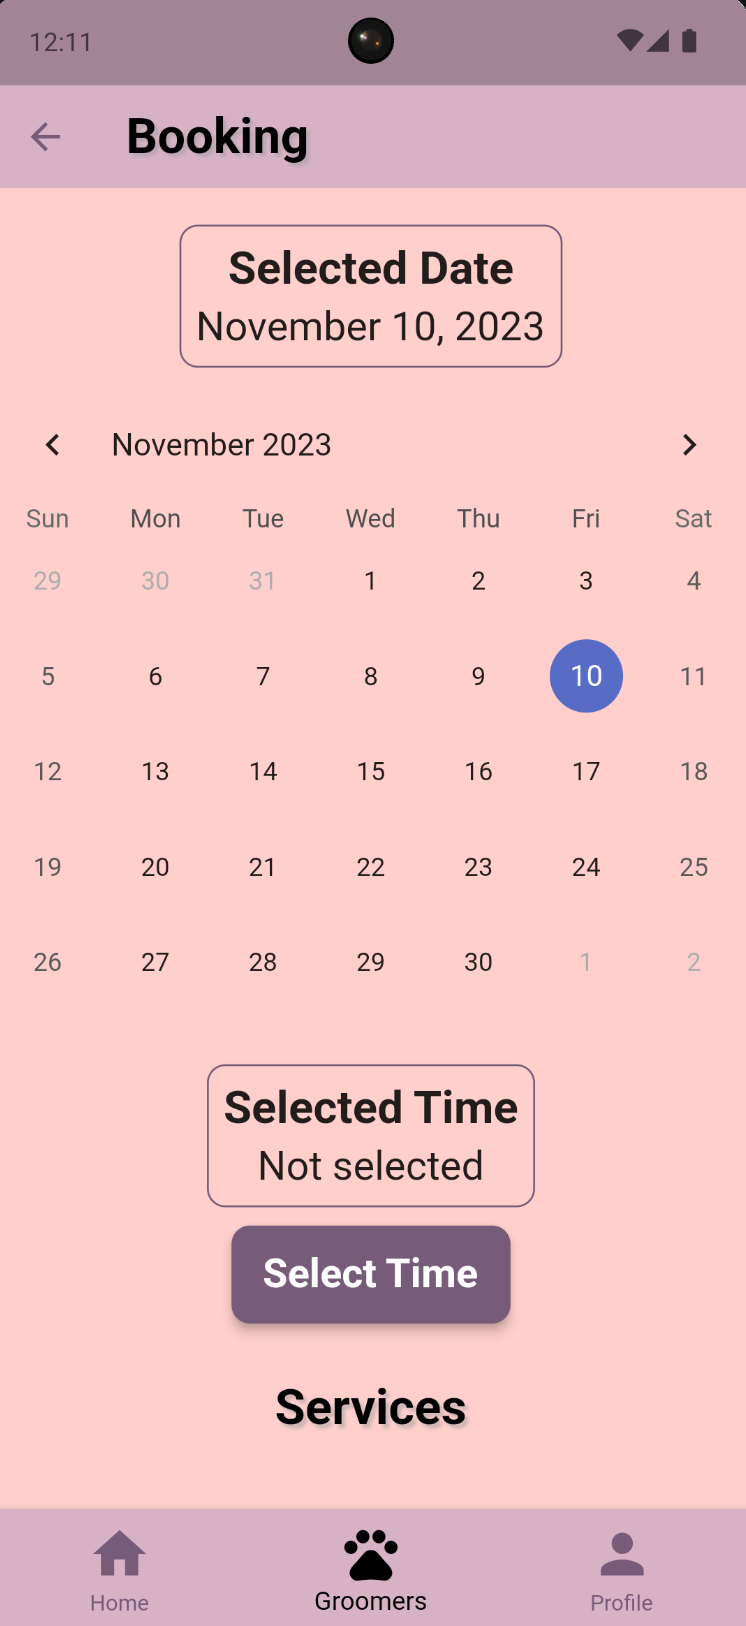 12:11
Booking
Selected Date
November 10, 2023
November 2023
Sun Mon Tue Wed Thu Fri Sat
29 30 31 1 2 3 4
5 6 7 8 9 10 11
12 13 14 15 16 17 18
19 20 21 22 23 24 25
26 27 28 29 30 1 2
Selected Time
Not selected
Select Time
Services
Home Groomers Profile